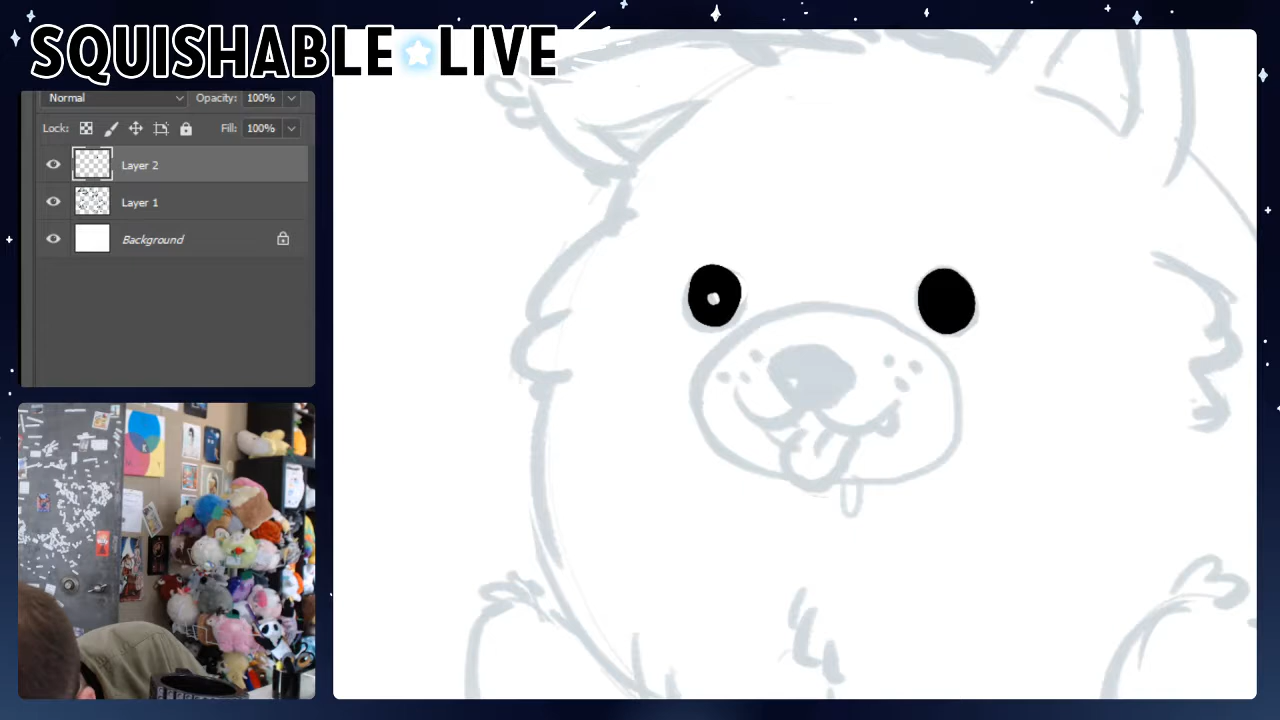 SQUISHABLE LIVE
Normal Opacity: 100%
Lock: Fill: 100%
Layer 2
Layer 1
Background